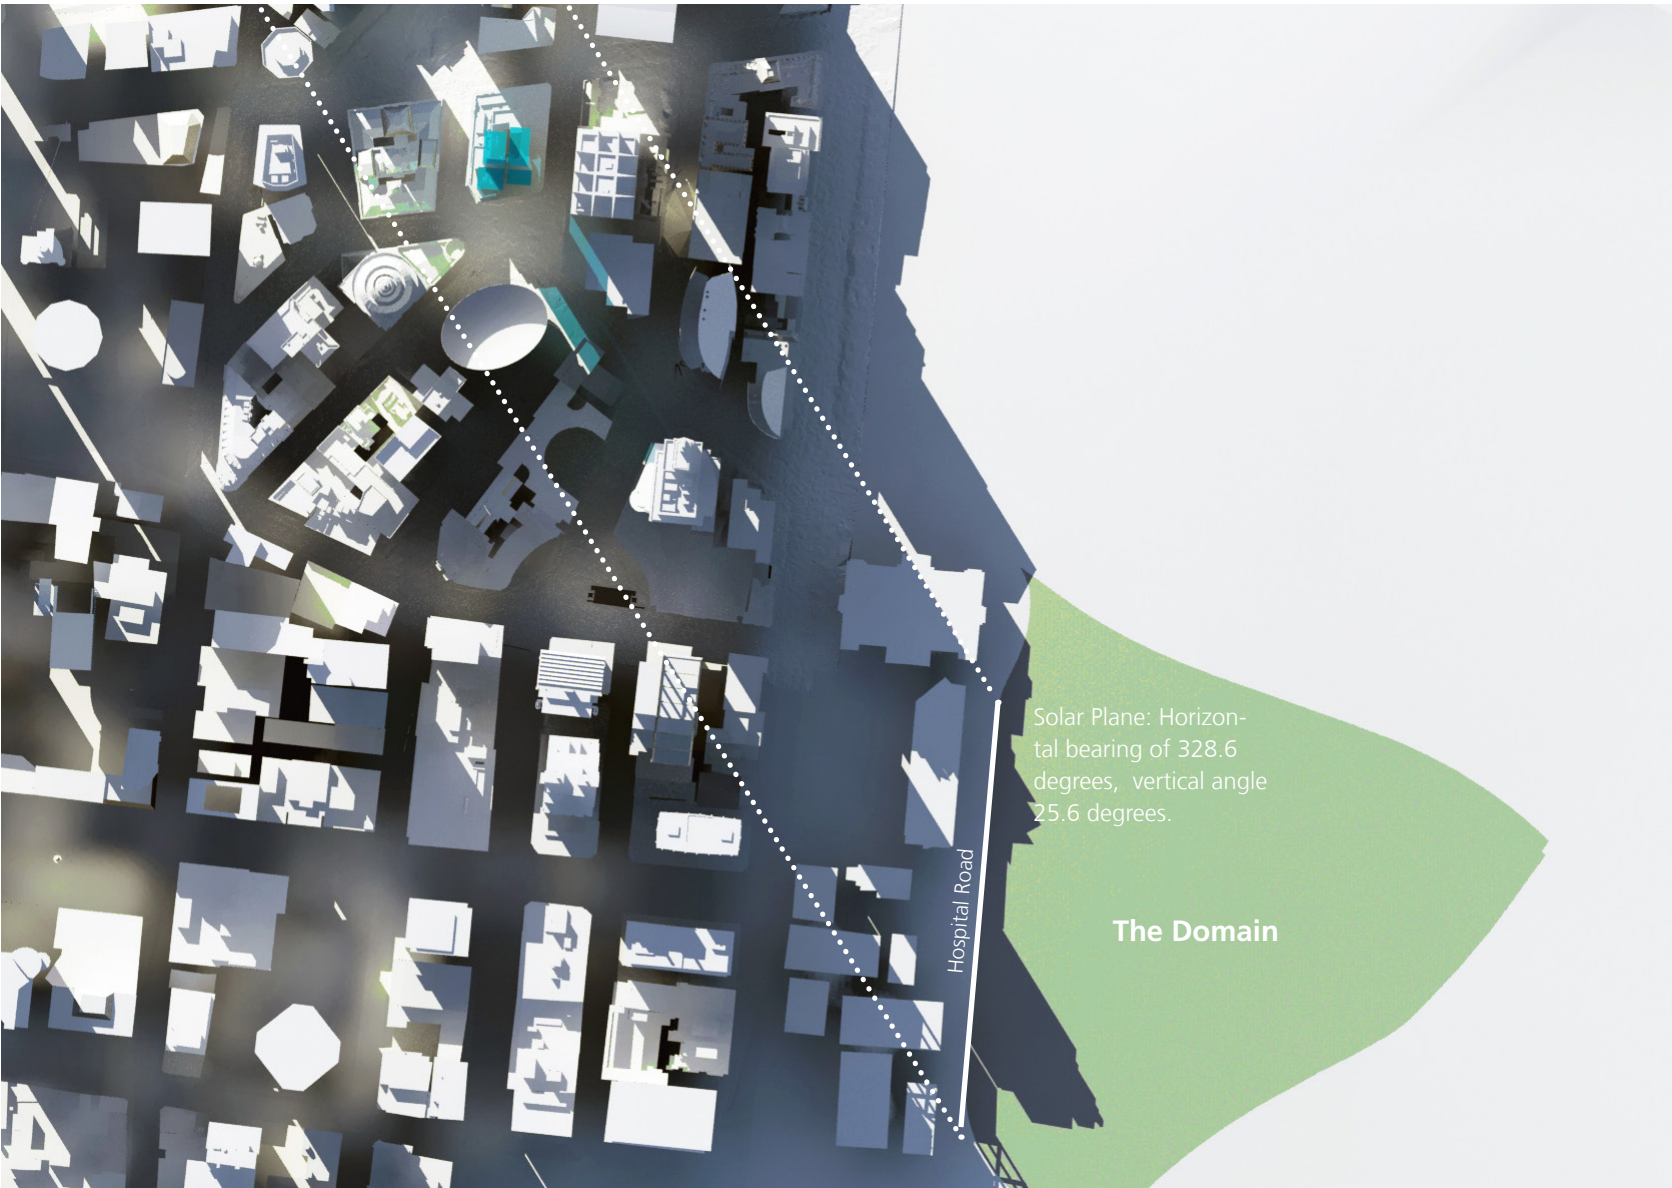 Solar Plane: Horizon-
tal bearing of 328.6
degrees,  vertical angle
25.6 degrees.
Hospital Road
The Domain